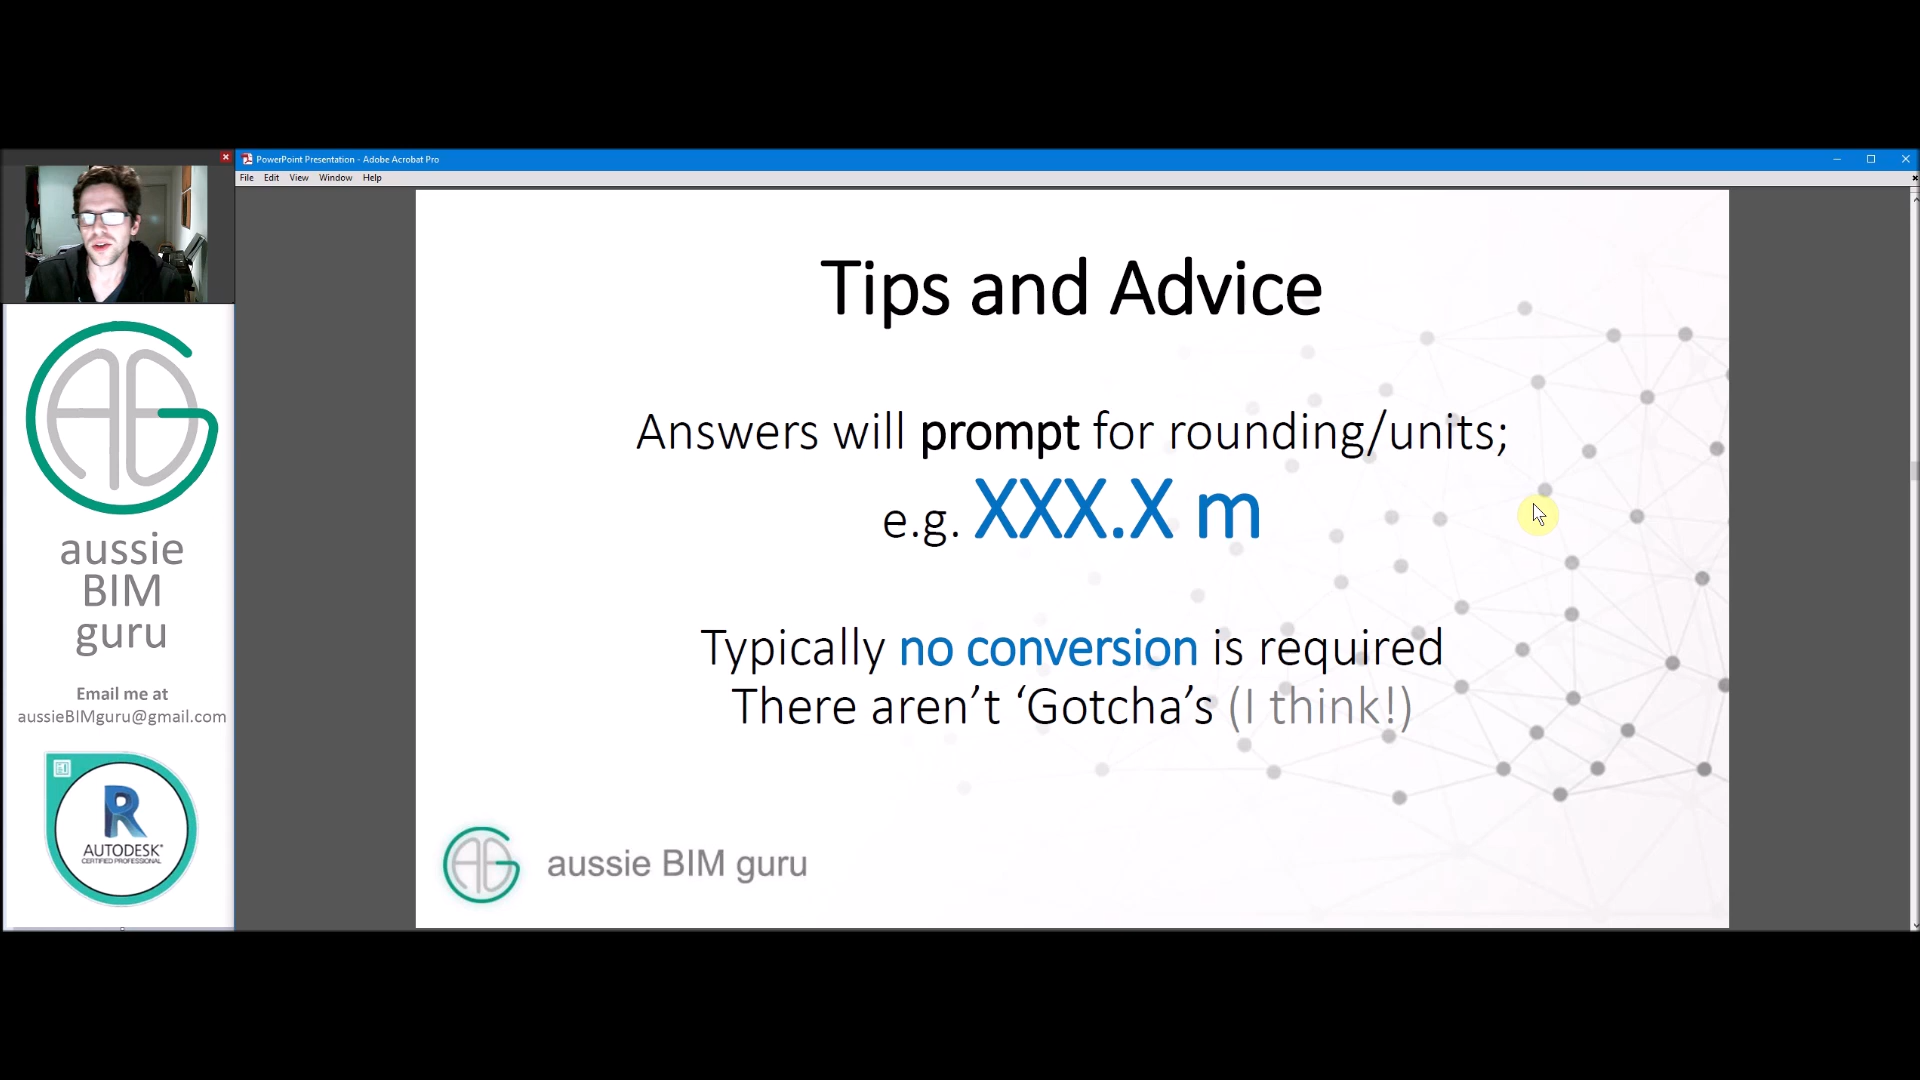 PowerPoint Presentation - Adobe Acrobat Pro
File Edit View Window Help
Tips and Advice
Answers will prompt for rounding/units;
e.g. XXX.X m
Typically no conversion is required
There aren’t ‘Gotcha’s (I think!)
aussie BIM guru
aussie
BIM
guru
Email me at
aussieBIMguru@gmail.com
R
AUTODESK®
CERTIFIED PROFESSIONAL